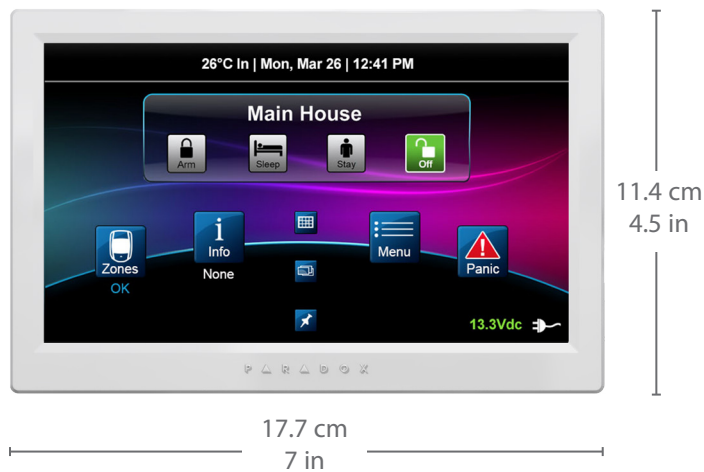 26°C In | Mon, Mar 26 | 12:41 PM
Main House
Arm
Sleep
Stay
Off
Zones
OK
i
Info
None
Menu
Panic
13.3Vdc
PARADOX
11.4 cm
4.5 in
17.7 cm
7 in